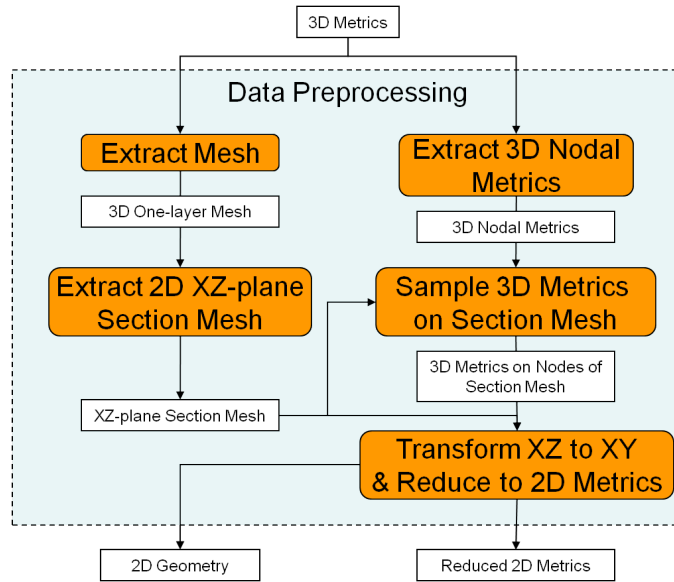 3D Metrics
Data Preprocessing
Extract Mesh
Extract 3D Nodal
Metrics
3D One-layer Mesh
3D Nodal Metrics
Extract 2D XZ-plane
Section Mesh
Sample 3D Metrics
on Section Mesh
3D Metrics on Nodes of
Section Mesh
XZ-plane Section Mesh
Transform XZ to XY
& Reduce to 2D Metrics
2D Geometry
Reduced 2D Metrics